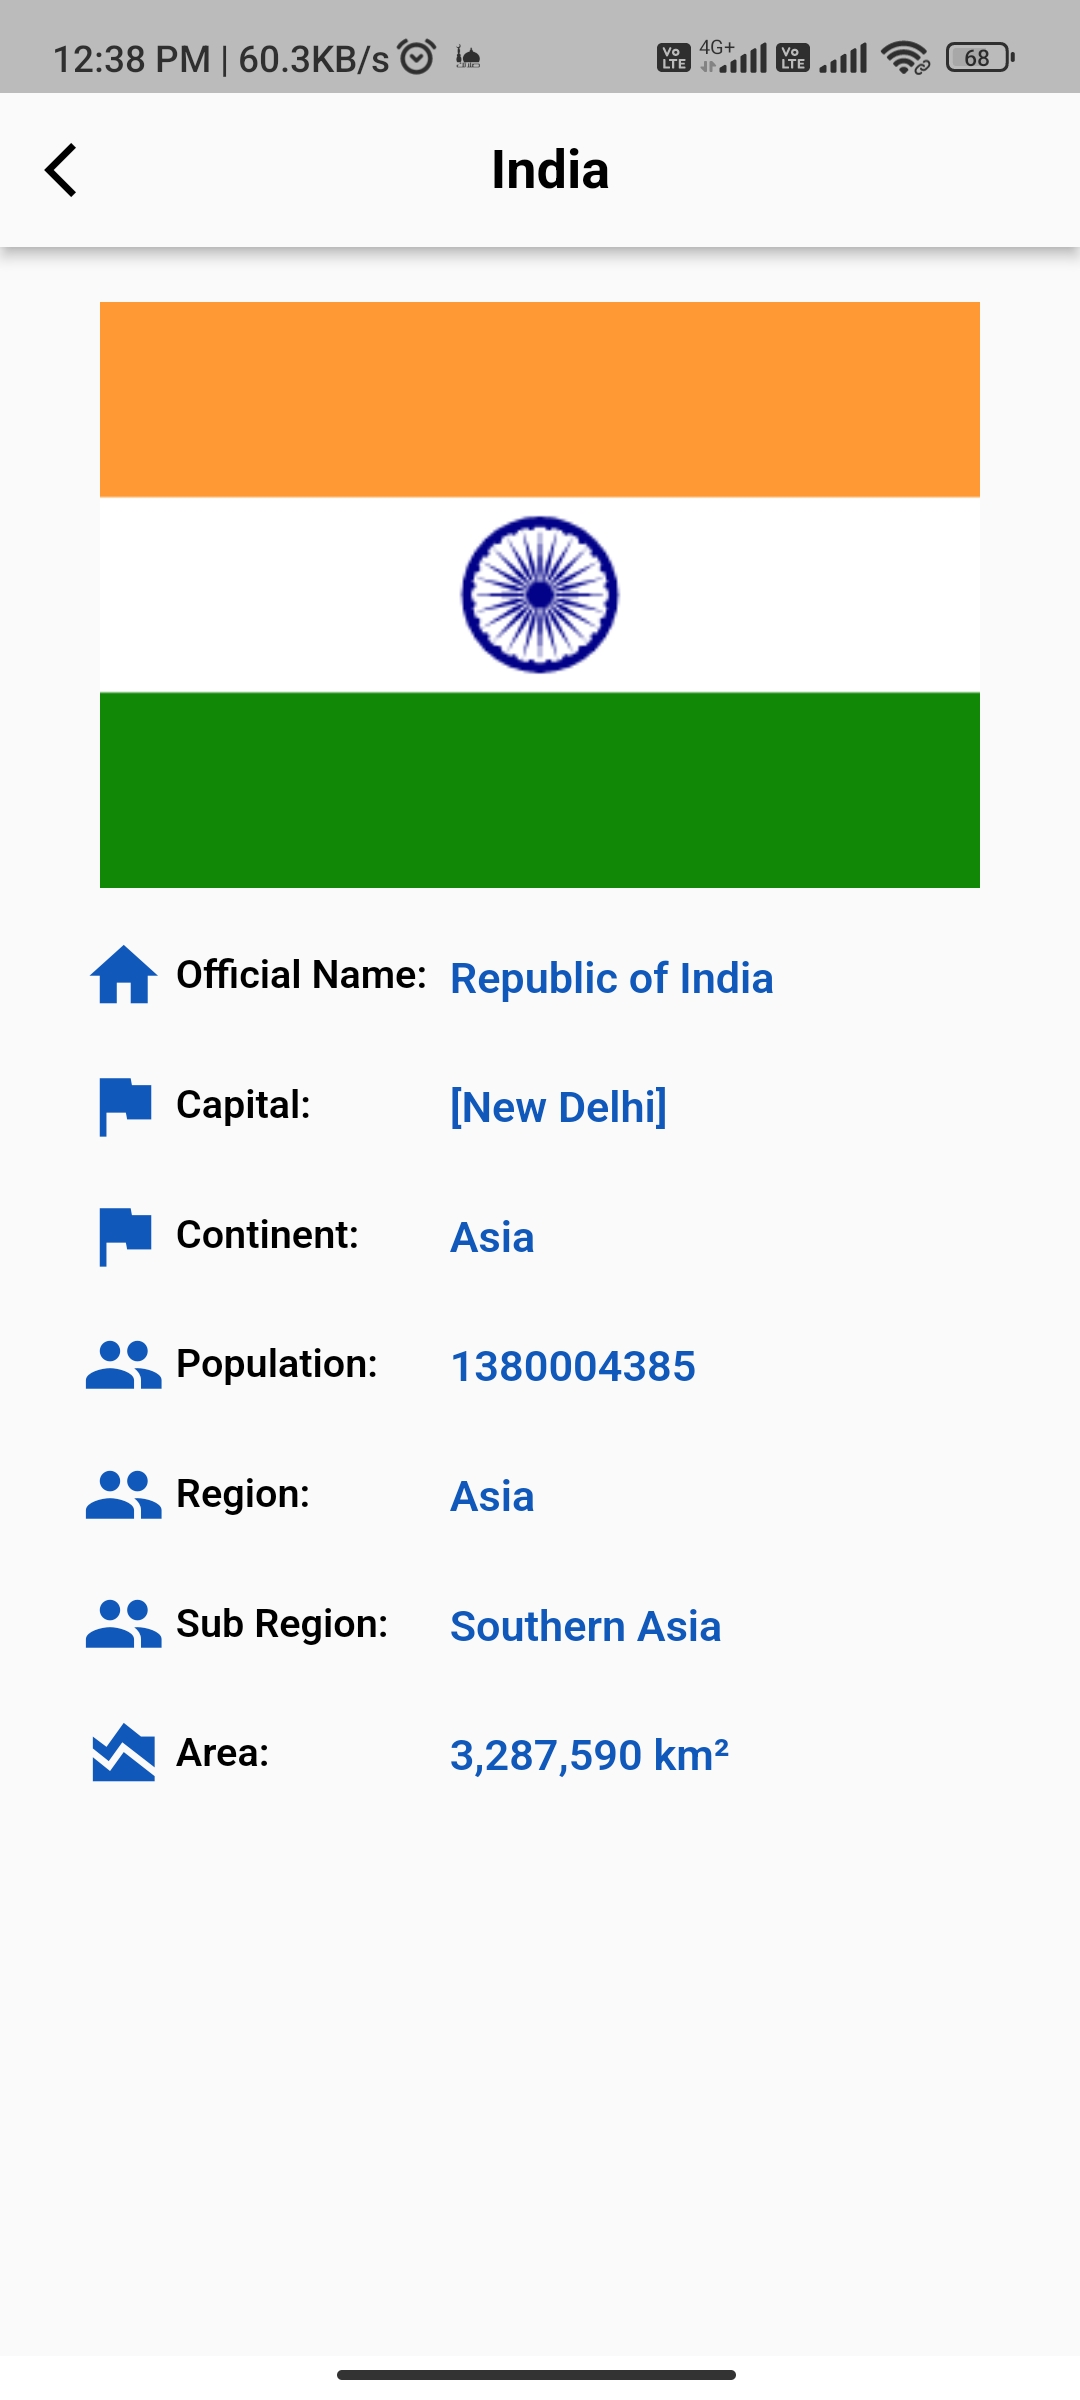 12:38 PM | 60.3KB/s Vo LTE 4G+ Vo LTE 68
India
Official Name: Republic of India
Capital: [New Delhi]
Continent: Asia
Population: 1380004385
Region: Asia
Sub Region: Southern Asia
Area: 3,287,590 km²